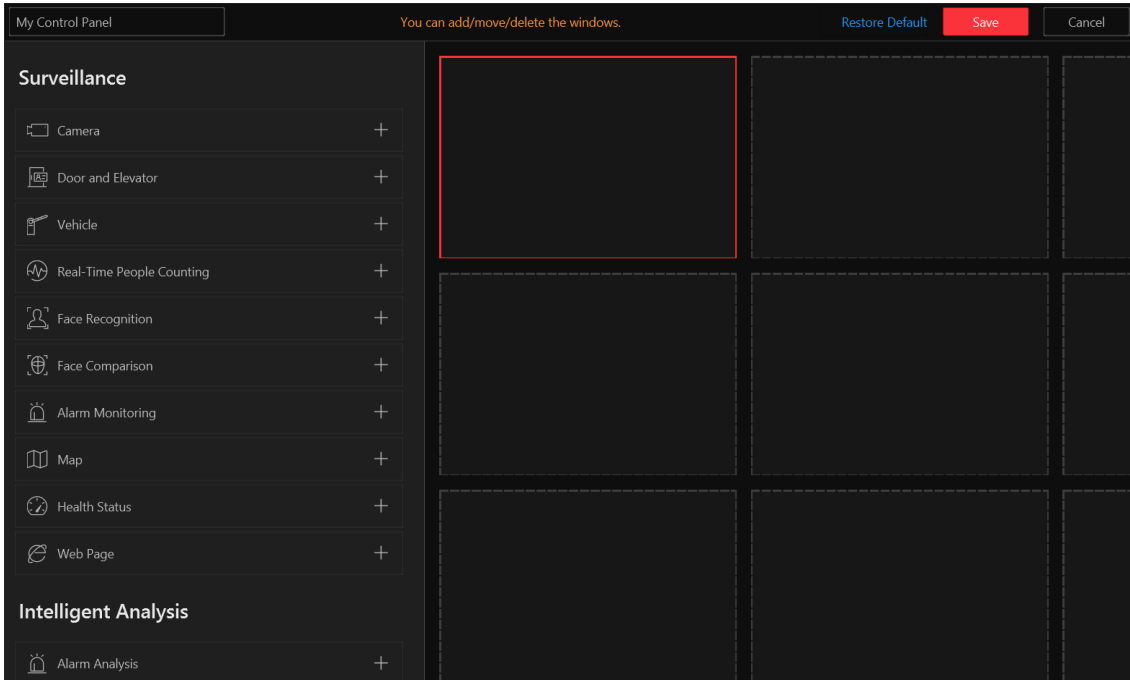 My Control Panel
You can add/move/delete the windows.
Restore Default
Save
Cancel
Surveillance
Camera
Door and Elevator
Vehicle
Real-Time People Counting
Face Recognition
Face Comparison
Alarm Monitoring
Map
Health Status
Web Page
Intelligent Analysis
Alarm Analysis